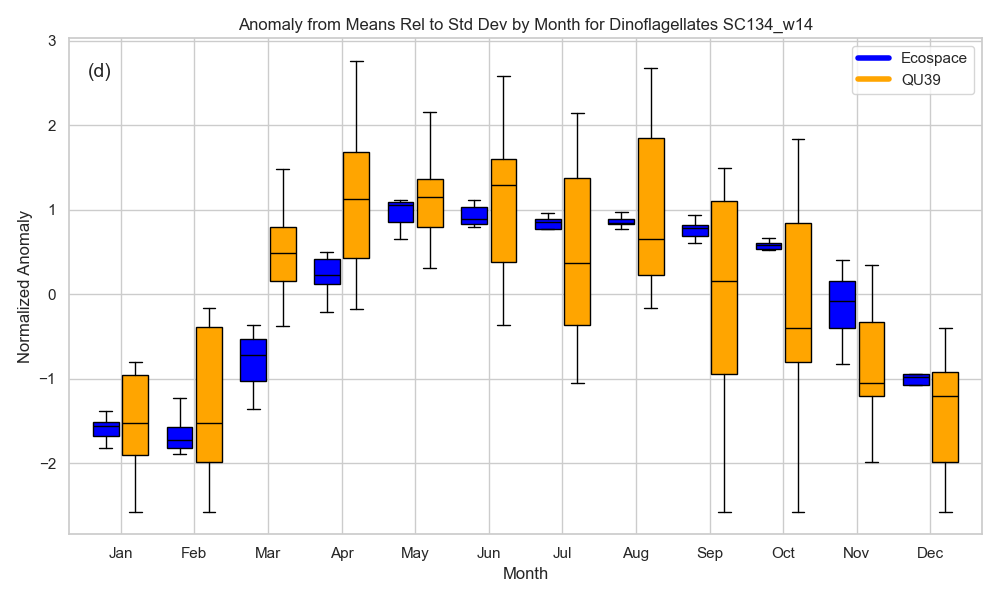 Anomaly from Means Rel to Std Dev by Month for Dinoflagellates SC134_w14
(d)
Ecospace
QU39
Normalized Anomaly
3
2
1
0
−1
−2
Jan Feb Mar Apr May Jun Jul Aug Sep Oct Nov Dec
Month